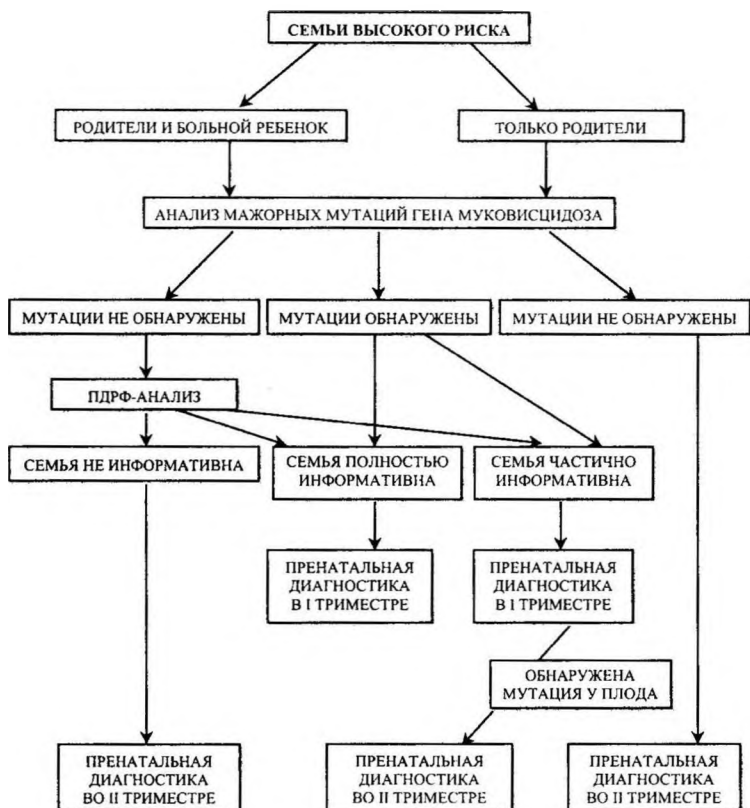 СЕМЬИ ВЫСОКОГО РИСКА
РОДИТЕЛИ И БОЛЬНОЙ РЕБЕНОК
ТОЛЬКО РОДИТЕЛИ
АНАЛИЗ МАЖОРНЫХ МУТАЦИЙ ГЕНА МУКОВИСЦИДОЗА
МУТАЦИИ НЕ ОБНАРУЖЕНЫ
МУТАЦИИ ОБНАРУЖЕНЫ
МУТАЦИИ НЕ ОБНАРУЖЕНЫ
ПДРФ-АНАЛИЗ
СЕМЬЯ НЕ ИНФОРМАТИВНА
СЕМЬЯ ПОЛНОСТЬЮ
ИНФОРМАТИВНА
СЕМЬЯ ЧАСТИЧНО
ИНФОРМАТИВНА
ПРЕНАТАЛЬНАЯ
ДИАГНОСТИКА
В I ТРИМЕСТРЕ
ПРЕНАТАЛЬНАЯ
ДИАГНОСТИКА
В I ТРИМЕСТРЕ
ОБНАРУЖЕНА
МУТАЦИЯ У ПЛОДА
ПРЕНАТАЛЬНАЯ
ДИАГНОСТИКА
ВО II ТРИМЕСТРЕ
ПРЕНАТАЛЬНАЯ
ДИАГНОСТИКА
ВО II ТРИМЕСТРЕ
ПРЕНАТАЛЬНАЯ
ДИАГНОСТИКА
ВО II ТРИМЕСТРЕ